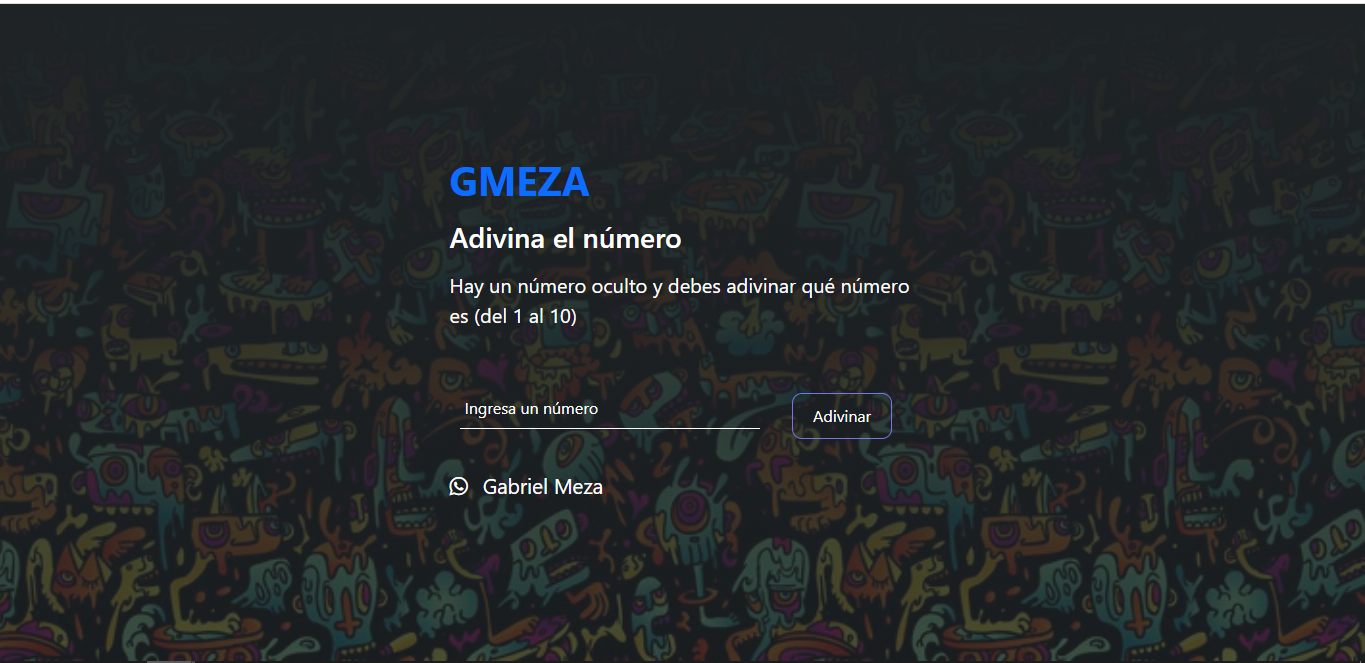 GMEZA
Adivina el número
Hay un número oculto y debes adivinar qué número
es (del 1 al 10)
Ingresa un número
Adivinar
Gabriel Meza